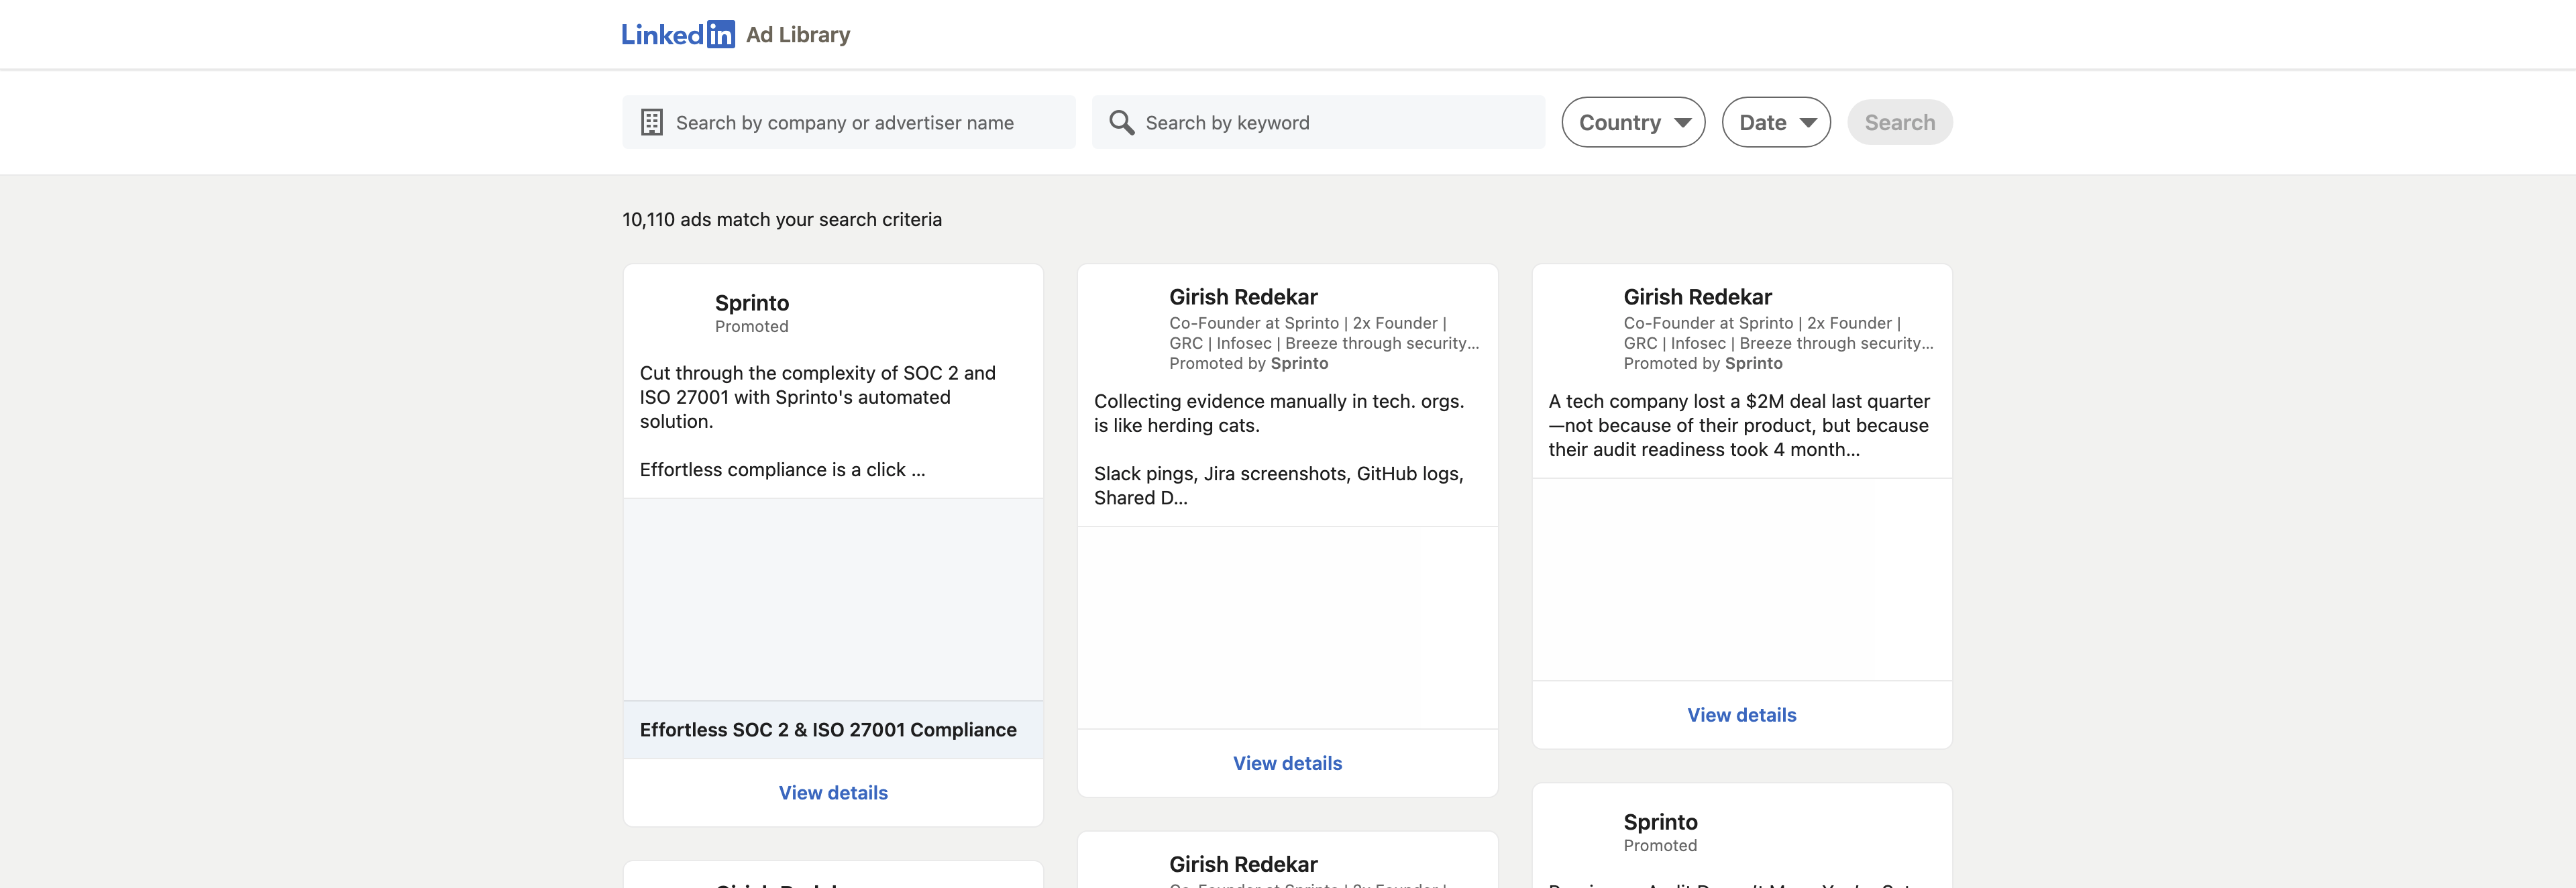 Linkedin Ad Library
Search by company or advertiser name
Search by keyword
Country
Date
Search
10,110 ads match your search criteria
Sprinto
Promoted
Cut through the complexity of SOC 2 and
ISO 27001 with Sprinto's automated
solution.
Effortless compliance is a click ...
Effortless SOC 2 & ISO 27001 Compliance
View details
Girish Redekar
Co-Founder at Sprinto | 2x Founder |
GRC | Infosec | Breeze through security...
Promoted by Sprinto
Collecting evidence manually in tech. orgs.
is like herding cats.
Slack pings, Jira screenshots, GitHub logs,
Shared D...
View details
Girish Redekar
Girish Redekar
Co-Founder at Sprinto | 2x Founder |
GRC | Infosec | Breeze through security...
Promoted by Sprinto
A tech company lost a $2M deal last quarter
—not because of their product, but because
their audit readiness took 4 month...
View details
Sprinto
Promoted